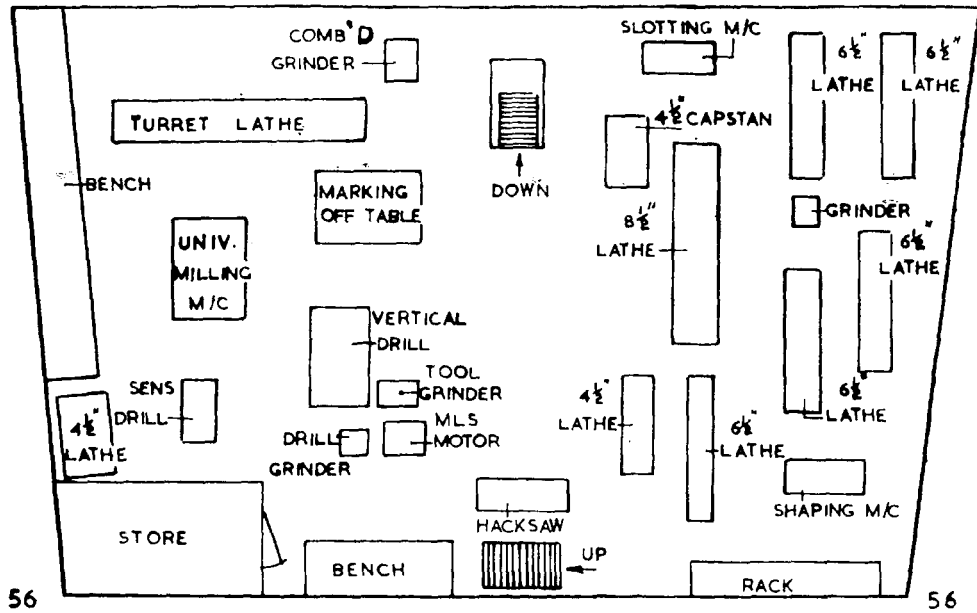 COMB'D
GRINDER
TURRET LATHE
BENCH
MARKING
OFF TABLE
UNIV.
MILLING
M/C
DOWN
SLOTTING M/C
4½" CAPSTAN
8½"
LATHE
6½"
LATHE
6½"
LATHE
GRINDER
6½"
LATHE
VERTICAL
DRILL
TOOL
GRINDER
SENS
DRILL
4½"
LATHE
DRILL
GRINDER
MLS
MOTOR
4½"
LATHE
6½"
LATHE
6½"
LATHE
SHAPING M/C
HACKSAW
STORE
BENCH
UP
RACK
56
56